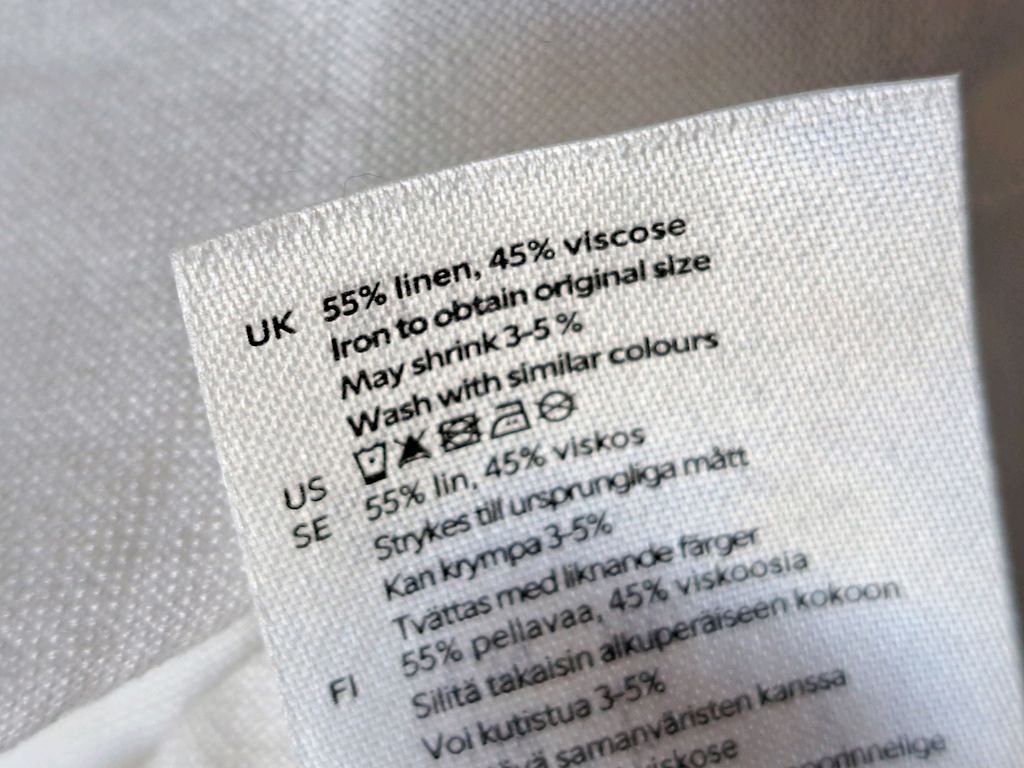 UK 55% linen, 45% viscose
Iron to obtain original size
May shrink 3-5 %
Wash with similar colours
US
SE 55% lin, 45% viskos
Strykes till ursprungliga mått
Kan krympa 3-5%
Tvättas med liknande färger
FI 55% pellavaa, 45% viskoosia
Silitä takaisin alkuperäiseen kokoon
Voi kutistua 3-5%
samanväristen kanssa